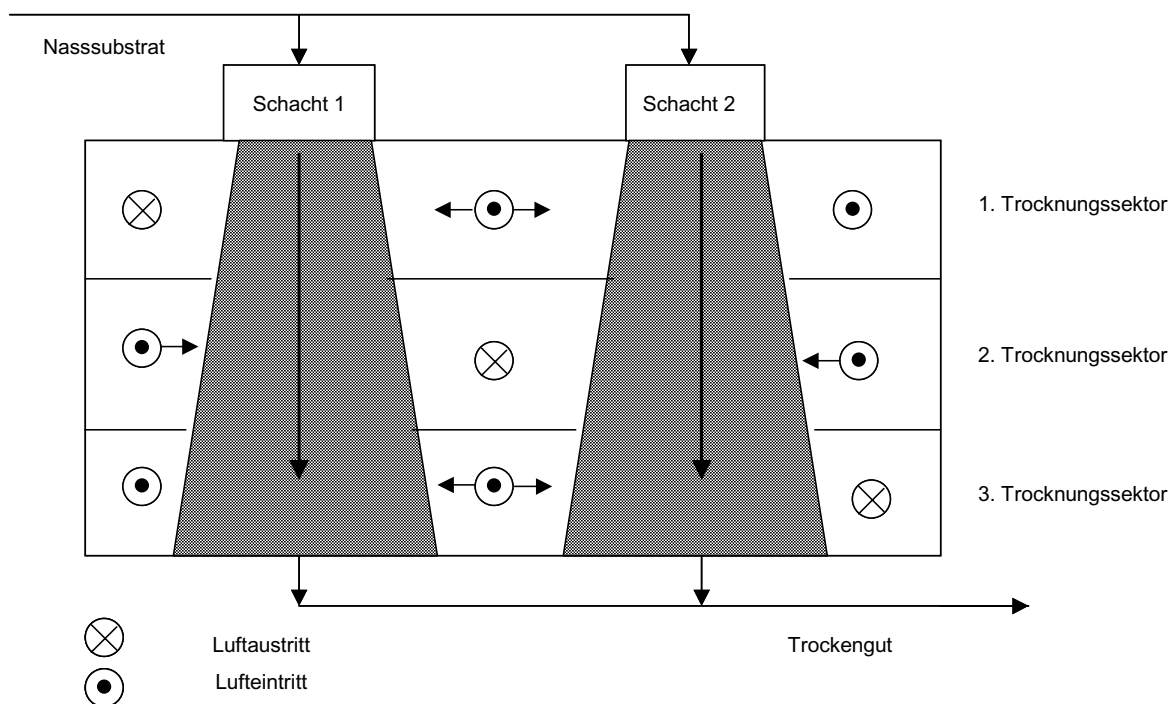 Nasssubstrat
Schacht 1
Schacht 2
1. Trocknungssektor
2. Trocknungssektor
3. Trocknungssektor
Luftaustritt
Trockengut
Lufteintritt